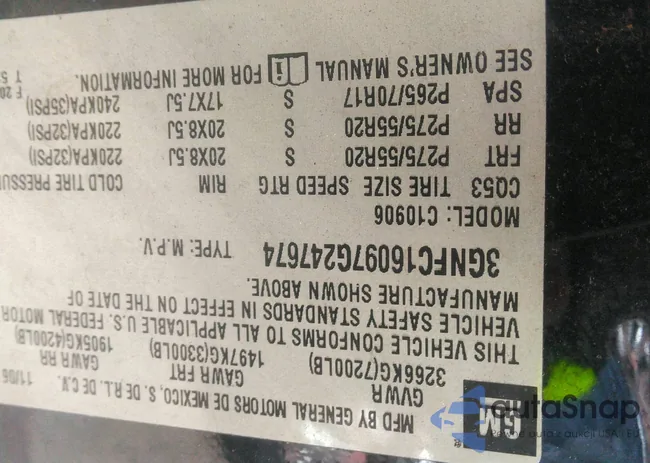 GM
MFD BY GENERAL MOTORS DE MEXICO, S. DE R.L. DE C.V. 11/06
GVWR GAWR FRT GAWR RR
3266KG(7200LB) 1497KG(3300LB) 1905KG(4200LB)
THIS VEHICLE CONFORMS TO ALL APPLICABLE U.S. FEDERAL MOTOR
VEHICLE SAFETY STANDARDS IN EFFECT ON THE DATE OF
MANUFACTURE SHOWN ABOVE.
3GNFC16097G247674 TYPE: M.P.V.
MODEL: C10906
CQ53 TIRE SIZE SPEED RTG RIM COLD TIRE PRESSUR
FRT P275/55R20 S 20X8.5J 220KPA(32PSI)
RR P275/55R20 S 20X8.5J 220KPA(32PSI)
SPA P265/70R17 S 17X7.5J 240KPA(35PSI)
SEE OWNER'S MANUAL FOR MORE INFORMATION.
autaSnap